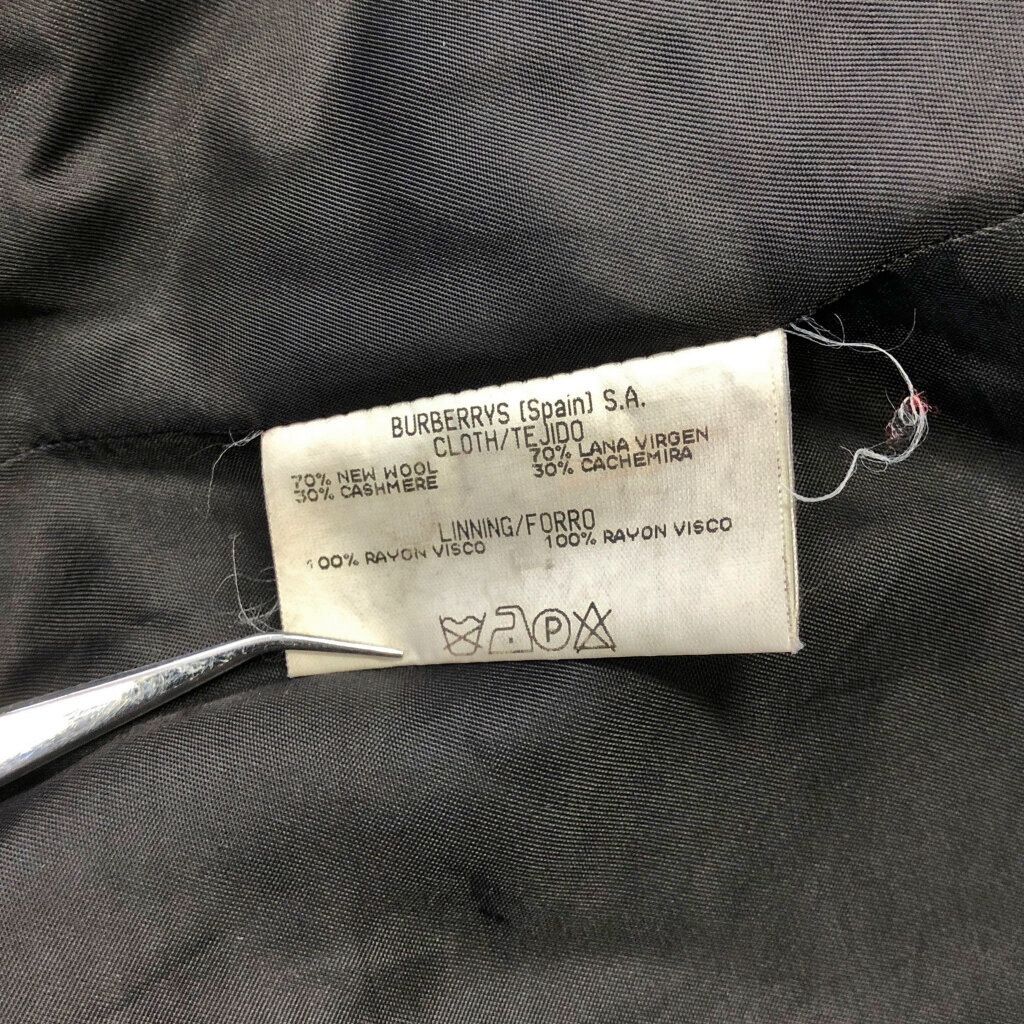 BURBERRYS [Spain] S.A.
CLOTH/TEJIDO
70% NEW WOOL 70% LANA VIRGEN
30% CASHMERE 30% CACHEMIRA
LINNING/FORRO
100% RAYON VISCO 100% RAYON VISCO
P